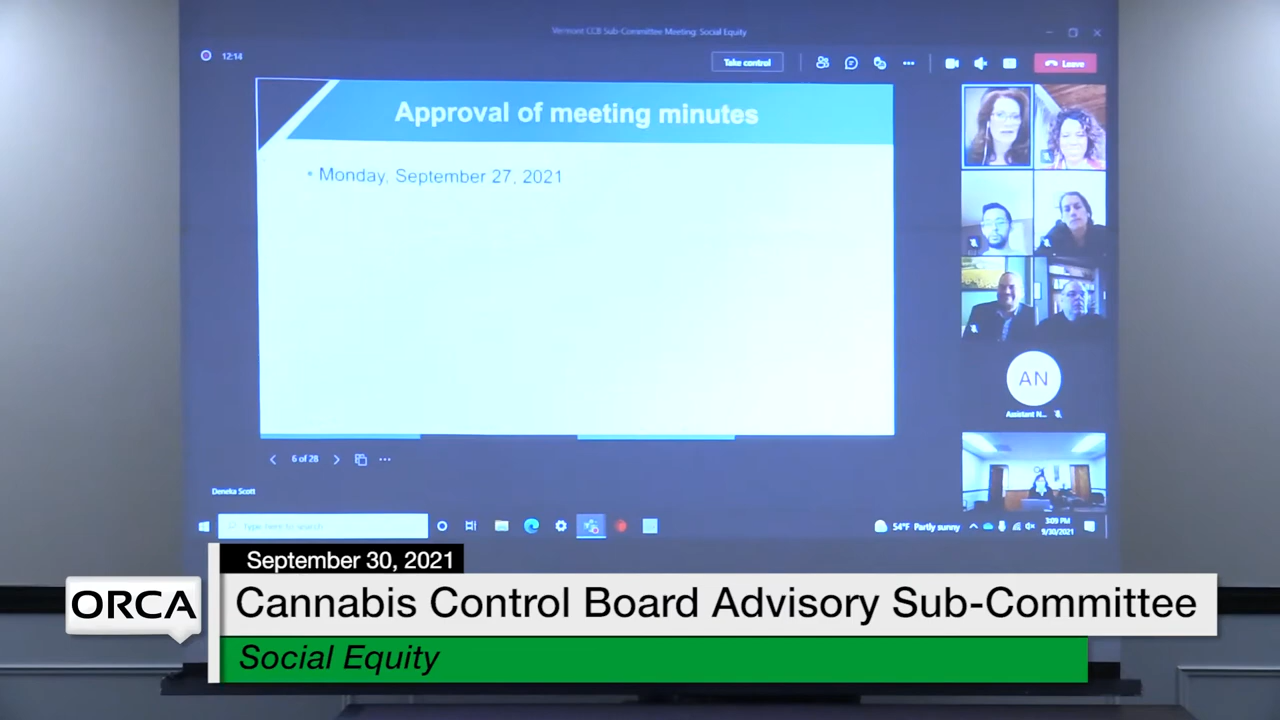 Vermont CCB Sub-Committee Meeting: Social Equity
12:14
Take control
Leave
Approval of meeting minutes
• Monday, September 27, 2021
AN
Assistant N...
6 of 28
Deneka Scott
Type here to search
54°F Partly sunny
3:09 PM
9/30/2021
September 30, 2021
ORCA
Cannabis Control Board Advisory Sub-Committee
Social Equity